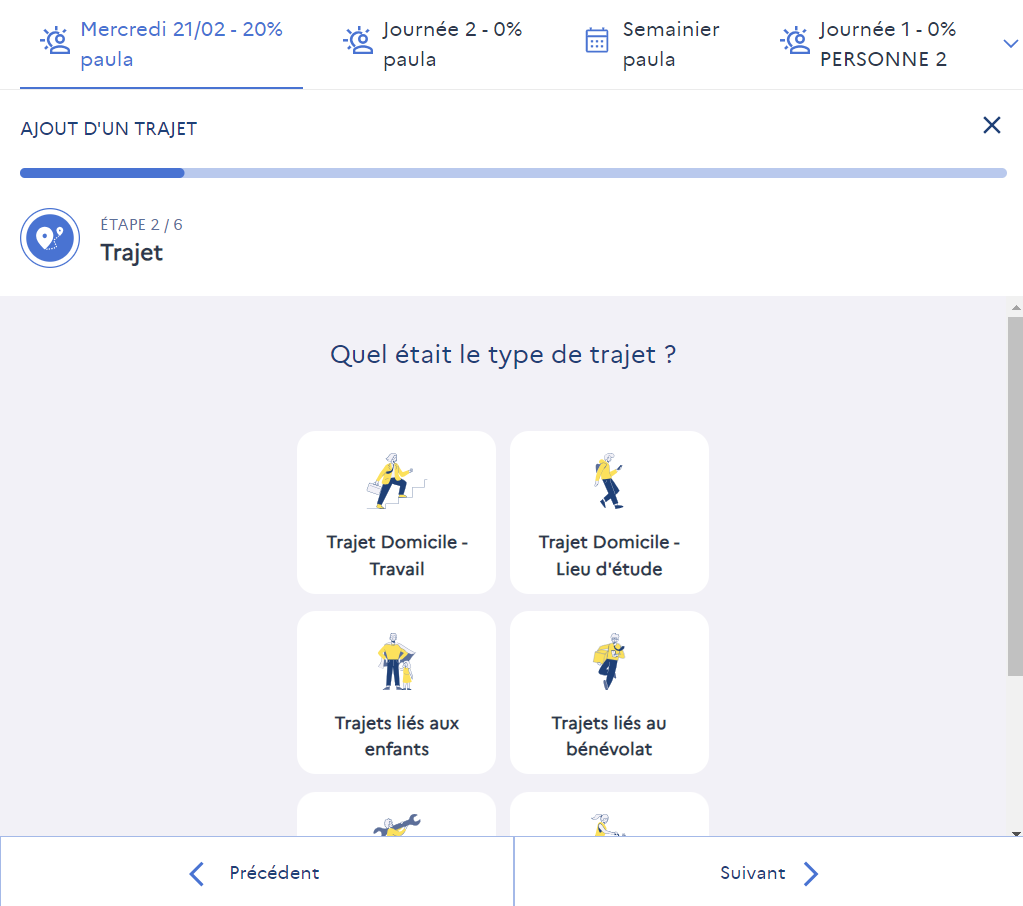 Mercredi 21/02 - 20%
paula
Journée 2 - 0%
paula
Semainier
paula
Journée 1 - 0%
PERSONNE 2
AJOUT D'UN TRAJET
ÉTAPE 2 / 6
Trajet
Quel était le type de trajet ?
Trajet Domicile -
Travail
Trajet Domicile -
Lieu d'étude
Trajets liés aux
enfants
Trajets liés au
bénévolat
Précédent
Suivant